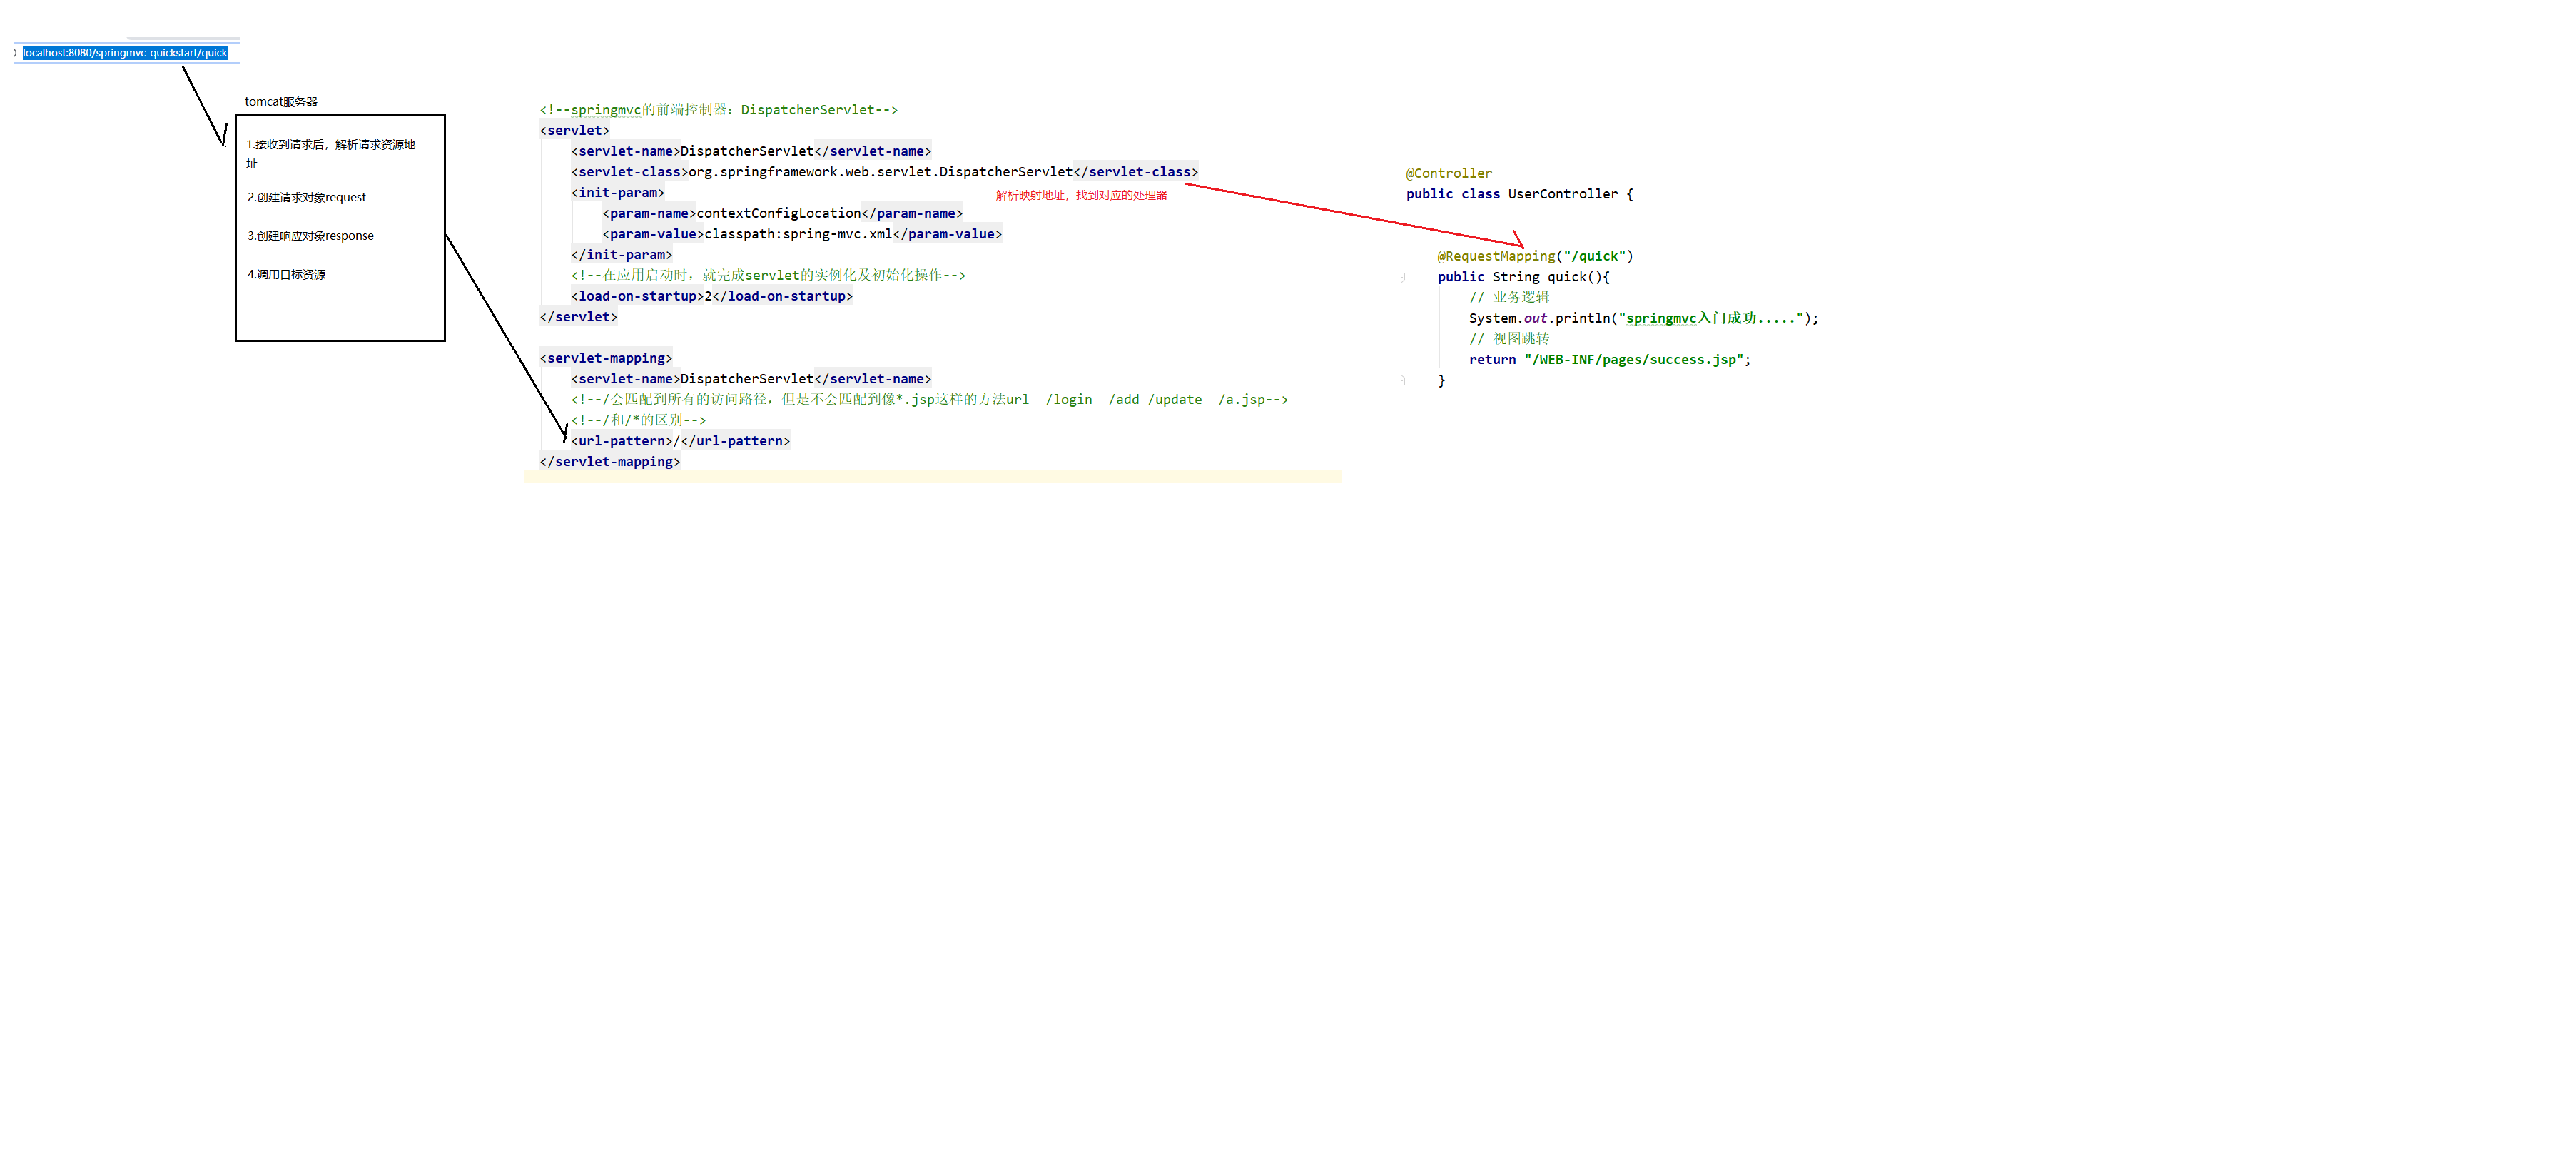 localhost:8080/springmvc_quickstart/quick
tomcat服务器
1.接收到请求后，解析请求资源地
址
2.创建请求对象request
3.创建响应对象response
4.调用目标资源
<!--springmvc的前端控制器：DispatcherServlet-->
<servlet>
<servlet-name>DispatcherServlet</servlet-name>
<servlet-class>org.springframework.web.servlet.DispatcherServlet</servlet-class>
<init-param>
解析映射地址，找到对应的处理器
<param-name>contextConfigLocation</param-name>
<param-value>classpath:spring-mvc.xml</param-value>
</init-param>
<!--在应用启动时，就完成servlet的实例化及初始化操作-->
<load-on-startup>2</load-on-startup>
</servlet>
<servlet-mapping>
<servlet-name>DispatcherServlet</servlet-name>
<!--/会匹配到所有的访问路径，但是不会匹配到像*.jsp这样的方法url  /login  /add /update  /a.jsp-->
<!--/和/*的区别-->
<url-pattern>/</url-pattern>
</servlet-mapping>
@Controller
public class UserController {
@RequestMapping("/quick")
public String quick(){
// 业务逻辑
System.out.println("springmvc入门成功.....");
// 视图跳转
return "/WEB-INF/pages/success.jsp";
}